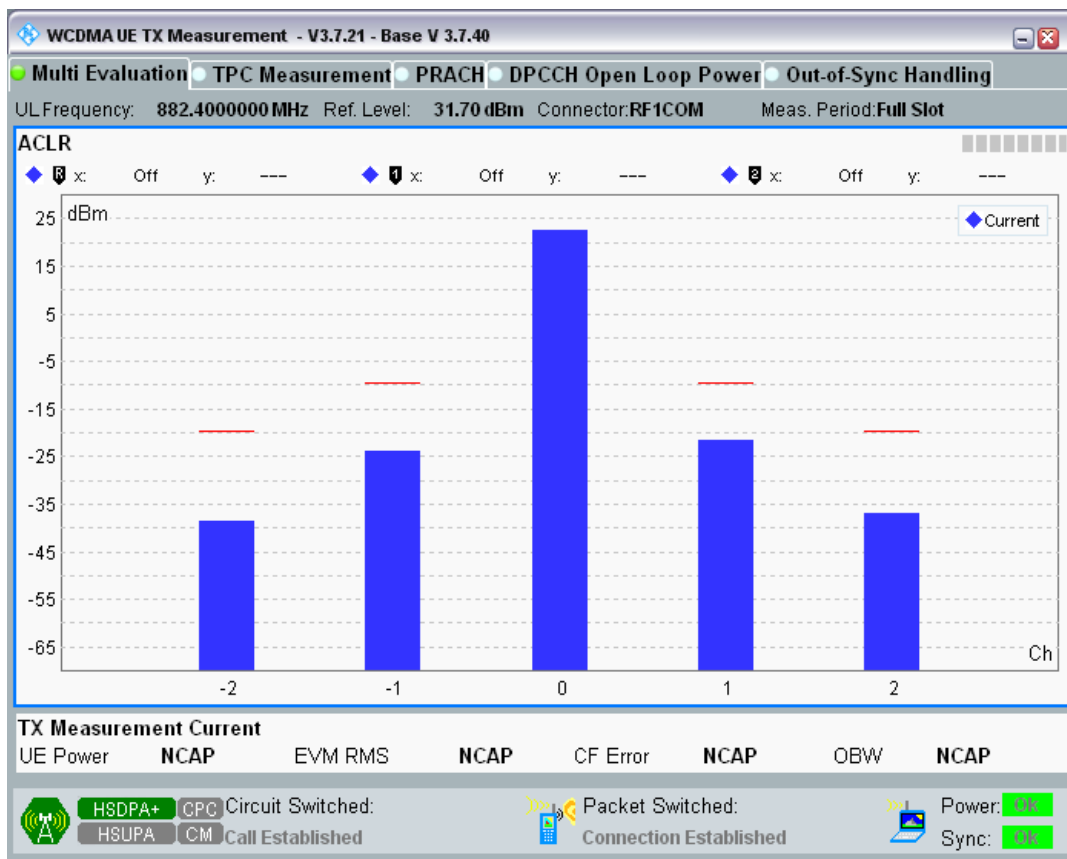 WCDMA UE TX Measurement - V3.7.21 - Base V 3.7.40
Multi Evaluation TPC Measurement PRACH DPCCH Open Loop Power Out-of-Sync Handling
UL Frequency: 882.4000000 MHz Ref. Level: 31.70 dBm Connector:RF1COM Meas. Period:Full Slot
ACLR
R x: Off y: --- 1 x: Off y: --- 2 x: Off y: ---
25 dBm
Current
15
5
-5
-15
-25
-35
-45
-55
-65
Ch
-2 -1 0 1 2
TX Measurement Current
UE Power NCAP EVM RMS NCAP CF Error NCAP OBW NCAP
HSDPA+ CPC Circuit Switched: Packet Switched: Power: Ok
HSUPA CM Call Established Connection Established Sync: Ok